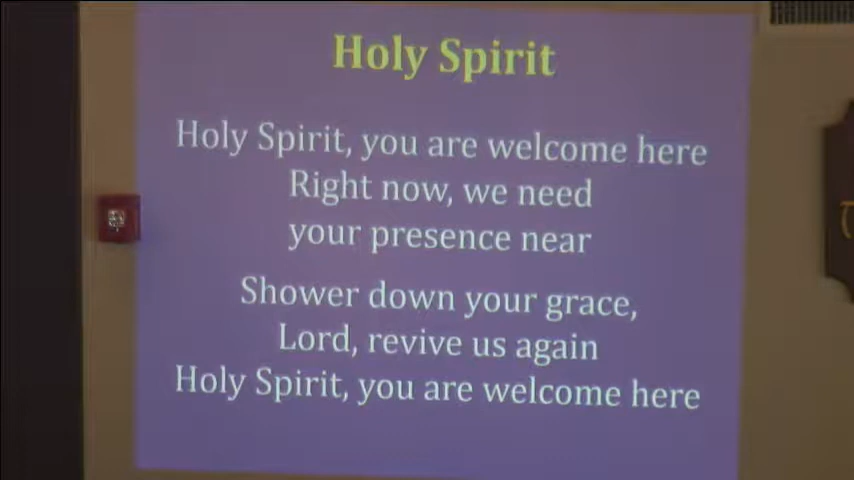 Holy Spirit
Holy Spirit, you are welcome here
Right now, we need
your presence near
Shower down your grace,
Lord, revive us again
Holy Spirit, you are welcome here